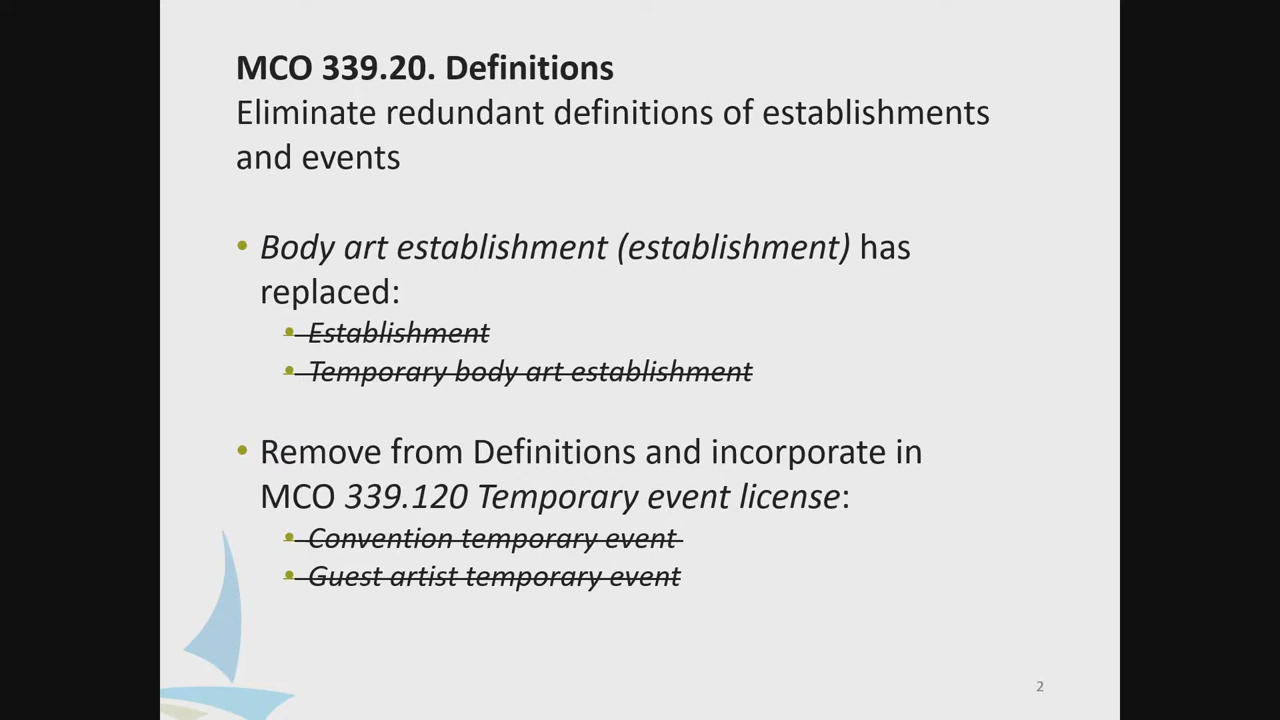 MCO 339.20. Definitions
Eliminate redundant definitions of establishments
and events
• Body art establishment (establishment) has
replaced:
• Establishment
• Temporary body art establishment
• Remove from Definitions and incorporate in
MCO 339.120 Temporary event license:
• Convention temporary event
• Guest artist temporary event
2